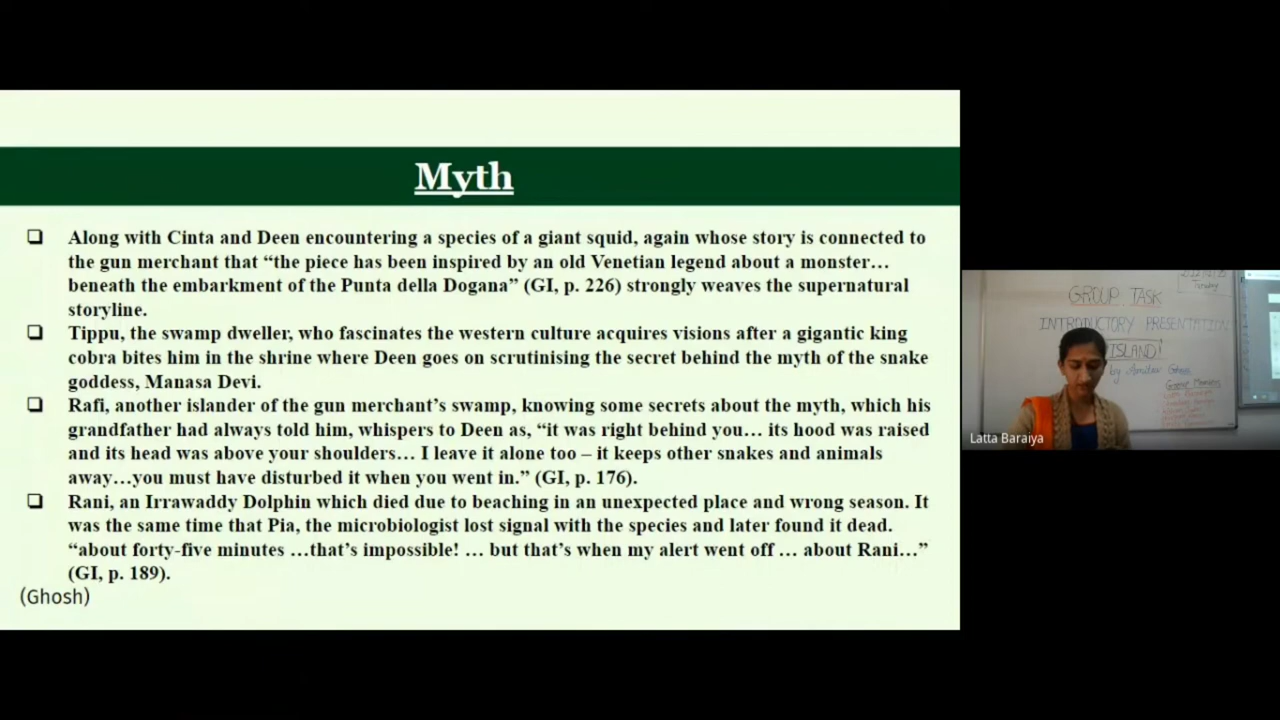 Myth
❑ Along with Cinta and Deen encountering a species of a giant squid, again whose story is connected to
the gun merchant that “the piece has been inspired by an old Venetian legend about a monster…
beneath the embarkment of the Punta della Dogana” (GI, p. 226) strongly weaves the supernatural
storyline.
❑ Tippu, the swamp dweller, who fascinates the western culture acquires visions after a gigantic king
cobra bites him in the shrine where Deen goes on scrutinising the secret behind the myth of the snake
goddess, Manasa Devi.
❑ Rafi, another islander of the gun merchant’s swamp, knowing some secrets about the myth, which his
grandfather had always told him, whispers to Deen as, “it was right behind you… its hood was raised
and its head was above your shoulders… I leave it alone too – it keeps other snakes and animals
away…you must have disturbed it when you went in.” (GI, p. 176).
❑ Rani, an Irrawaddy Dolphin which died due to beaching in an unexpected place and wrong season. It
was the same time that Pia, the microbiologist lost signal with the species and later found it dead.
“about forty-five minutes …that’s impossible! … but that’s when my alert went off … about Rani…”
(GI, p. 189).
(Ghosh)
GROUP TASK
INTRODUCTORY PRESENTATION
ISLAND'
by Amitav Ghosh
Group Members
Tuesday
Latta Baraiya